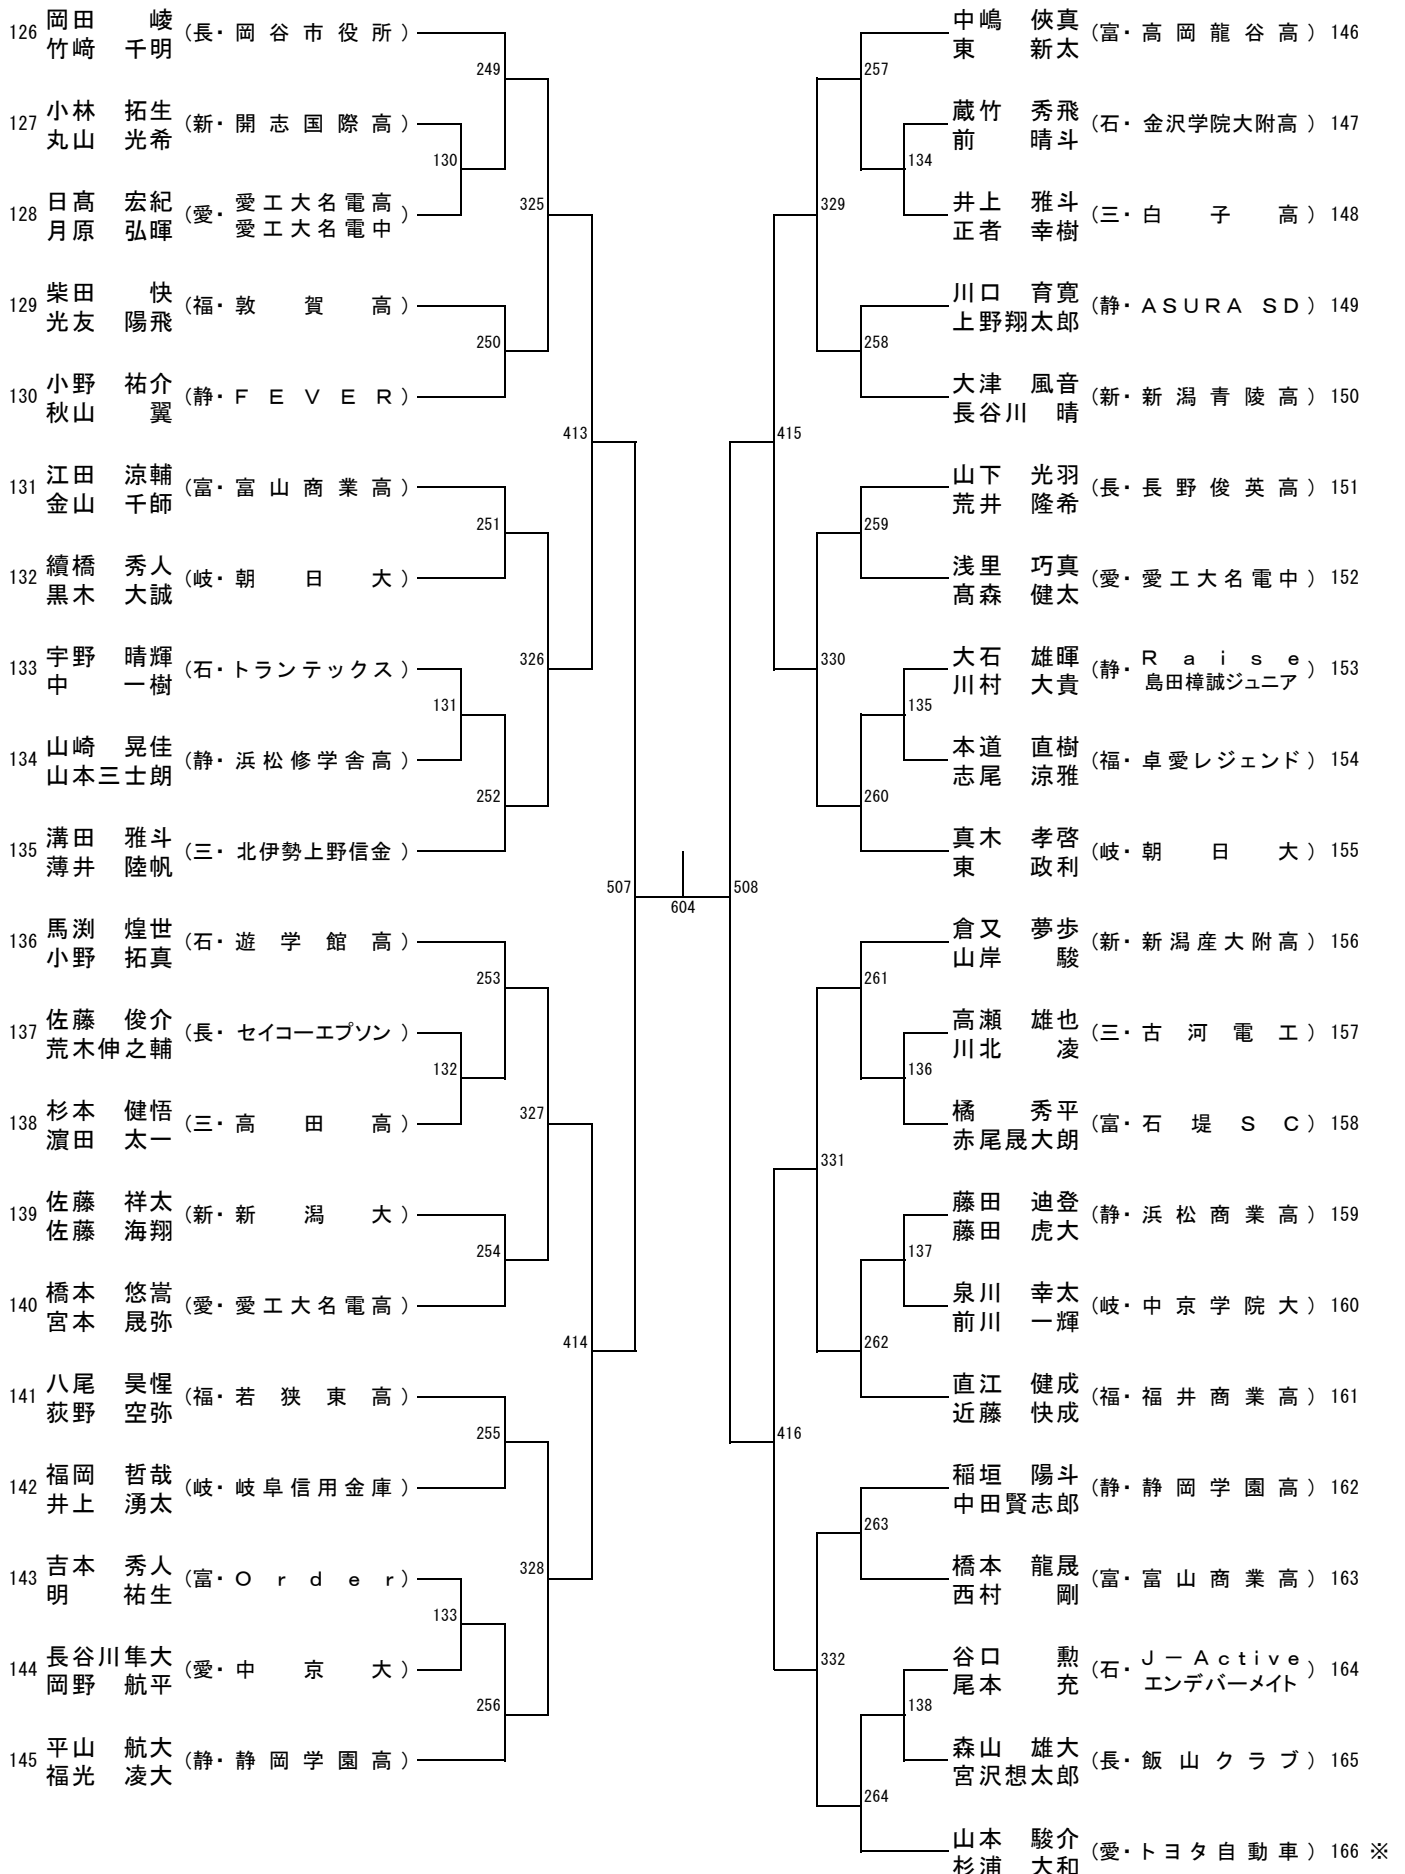 126 岡田 崚 竹﨑 千明 (長・岡谷市役所)
127 小林 拓生 丸山 光希 (新・開志国際高)
128 日髙 宏紀 月原 弘暉 (愛・愛工大名電高 愛工大名電中)
129 柴田 快 光友 陽飛 (福・敦賀高)
130 小野 祐介 秋山 翼 (静・FEVER)
131 江田 涼輔 金山 千師 (富・富山商業高)
132 續橋 秀人 黒木 大誠 (岐・朝日大)
133 宇野 晴輝 中 一樹 (石・トランテックス)
134 山崎 晃佳 山本三士朗 (静・浜松修学舎高)
135 溝田 雅斗 薄井 陸帆 (三・北伊勢上野信金)
136 馬渕 煌世 小野 拓真 (石・遊学館高)
137 佐藤 俊介 荒木伸之輔 (長・セイコーエプソン)
138 杉本 健悟 濵田 太一 (三・高田高)
139 佐藤 祥太 佐藤 海翔 (新・新潟大)
140 橋本 悠嵩 宮本 晟弥 (愛・愛工大名電高)
141 八尾 昊惺 荻野 空弥 (福・若狭東高)
142 福岡 哲哉 井上 湧太 (岐・岐阜信用金庫)
143 吉本 秀人 明 祐生 (富・Order)
144 長谷川隼大 岡野 航平 (愛・中京大)
145 平山 航大 福光 凌大 (静・静岡学園高)
249
130
325
250
413
251
326
131
252
507
253
132
327
254
414
255
328
133
256
604
508
257
134
329
258
415
259
330
135
260
261
136
331
137
262
416
263
332
138
264
中嶋 俠真 東 新太 (富・高岡龍谷高) 146
蔵竹 秀飛 前 晴斗 (石・金沢学院大附高) 147
井上 雅斗 正者 幸樹 (三・白子高) 148
川口 育寛 上野翔太郎 (静・ASURA SD) 149
大津 風音 長谷川 晴 (新・新潟青陵高) 150
山下 光羽 荒井 隆希 (長・長野俊英高) 151
浅里 巧真 髙森 健太 (愛・愛工大名電中) 152
大石 雄暉 川村 大貴 (静・Raise 島田樟誠ジュニア) 153
本道 直樹 志尾 涼雅 (福・卓愛レジェンド) 154
真木 孝啓 東 政利 (岐・朝日大) 155
倉又 夢歩 山岸 駿 (新・新潟産大附高) 156
高瀬 雄也 川北 凌 (三・古河電工) 157
橘 秀平 赤尾晟大朗 (富・石堤SC) 158
藤田 迪登 藤田 虎大 (静・浜松商業高) 159
泉川 幸太 前川 一輝 (岐・中京学院大) 160
直江 健成 近藤 快成 (福・福井商業高) 161
稲垣 陽斗 中田賢志郎 (静・静岡学園高) 162
橋本 龍晟 西村 剛 (富・富山商業高) 163
谷口 勲 尾本 充 (石・J－Active エンデバーメイト) 164
森山 雄大 宮沢想太郎 (長・飯山クラブ) 165
山本 駿介 杉浦 大和 (愛・トヨタ自動車) 166 ※